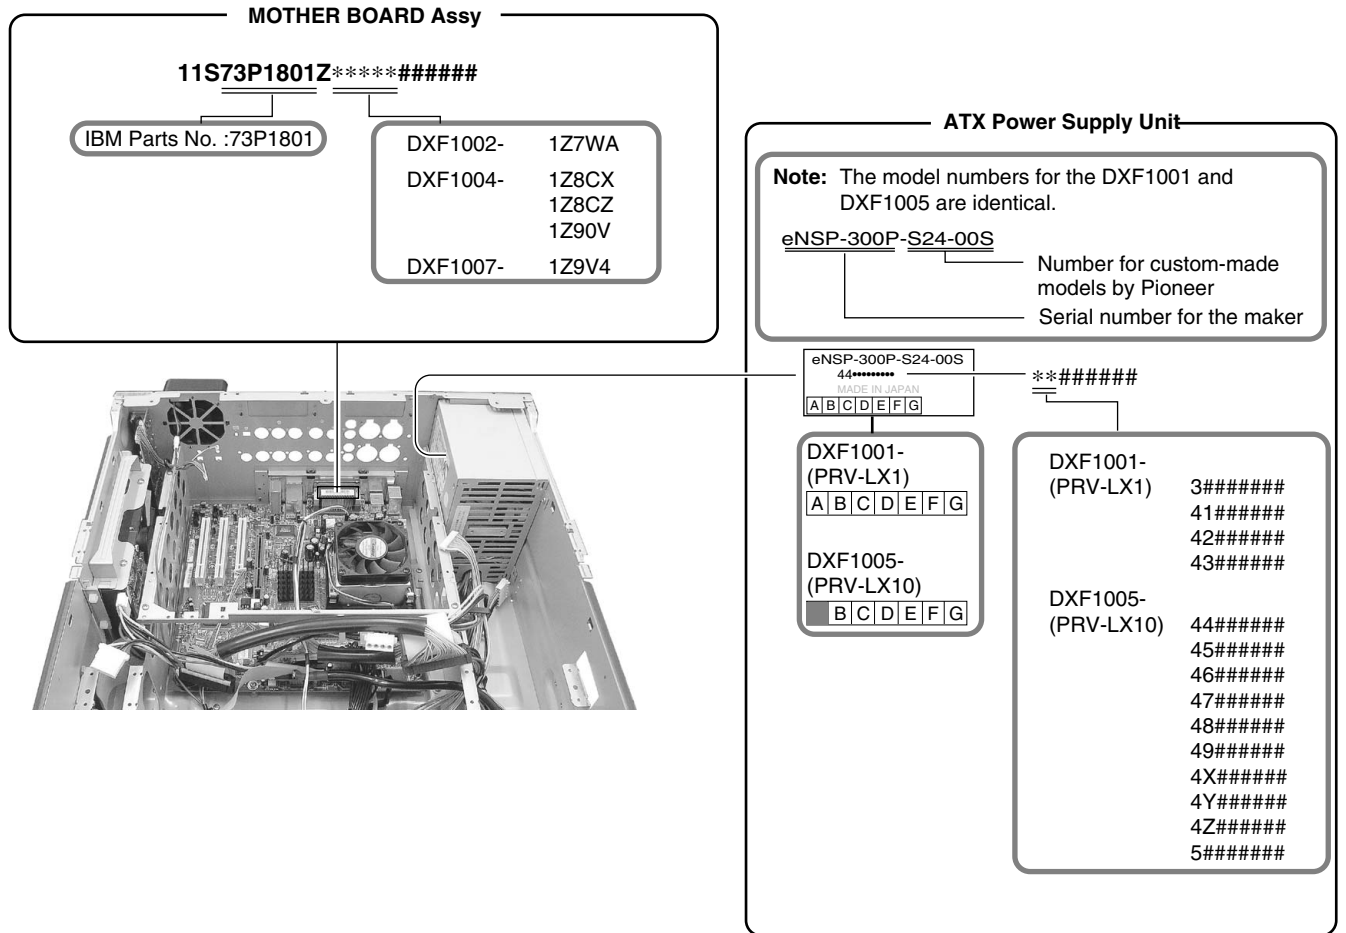 MOTHER BOARD Assy
11S73P1801Z*****######
IBM Parts No. :73P1801
DXF1002- 1Z7WA
DXF1004- 1Z8CX
1Z8CZ
1Z90V
DXF1007- 1Z9V4
ATX Power Supply Unit
Note: The model numbers for the DXF1001 and
DXF1005 are identical.
eNSP-300P-S24-00S
Number for custom-made
models by Pioneer
Serial number for the maker
eNSP-300P-S24-00S
44•••••••••
MADE IN JAPAN
A B C D E F G
**######
DXF1001-
(PRV-LX1)
A B C D E F G
DXF1005-
(PRV-LX10)
B C D E F G
DXF1001-
(PRV-LX1) 3#######
41######
42######
43######
DXF1005-
(PRV-LX10) 44######
45######
46######
47######
48######
49######
4X######
4Y######
4Z######
5#######